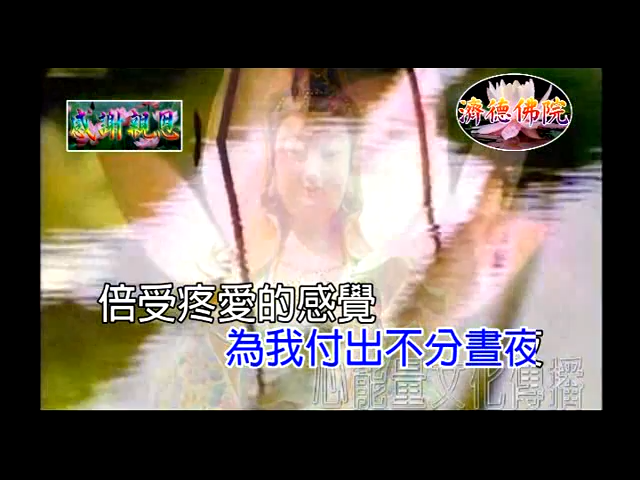 感謝親恩
濟德佛院
倍受疼愛的感覺
為我付出不分晝夜
心能量文化傳播